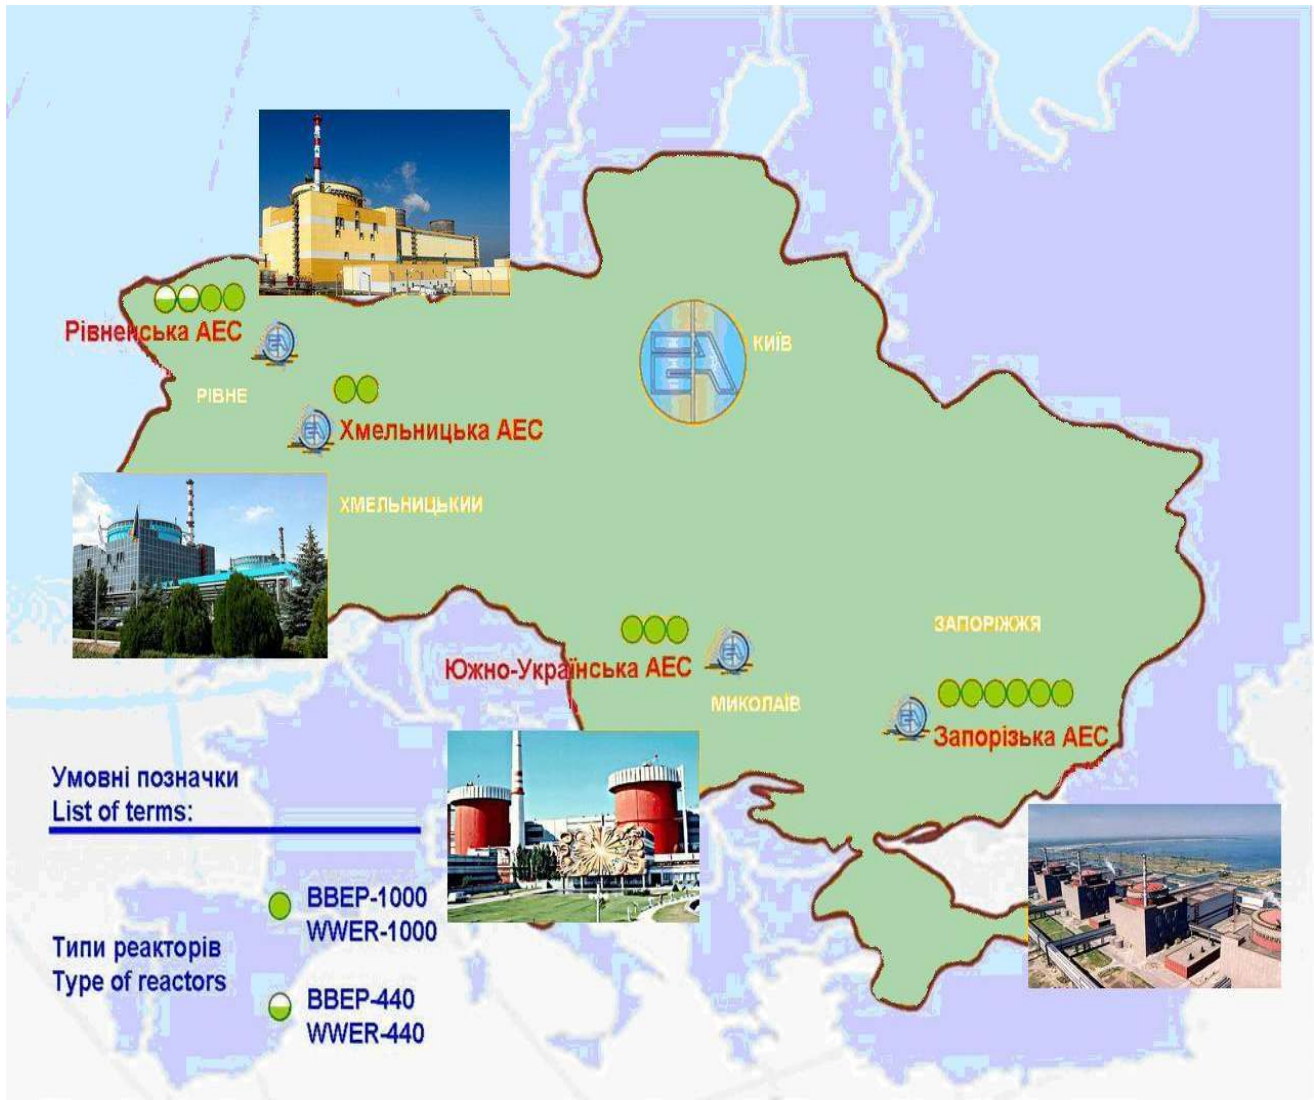 КИЇВ
Рівненська АЕС
РІВНЕ
Хмельницька АЕС
ХМЕЛЬНИЦЬКИЙ
ЗАПОРІЖЖЯ
Южно-Українська АЕС
МИКОЛАЇВ
Запорізька АЕС
Умовні позначки
List of terms:
ВВЕР-1000
WWER-1000
Типи реакторів
Type of reactors
ВВЕР-440
WWER-440